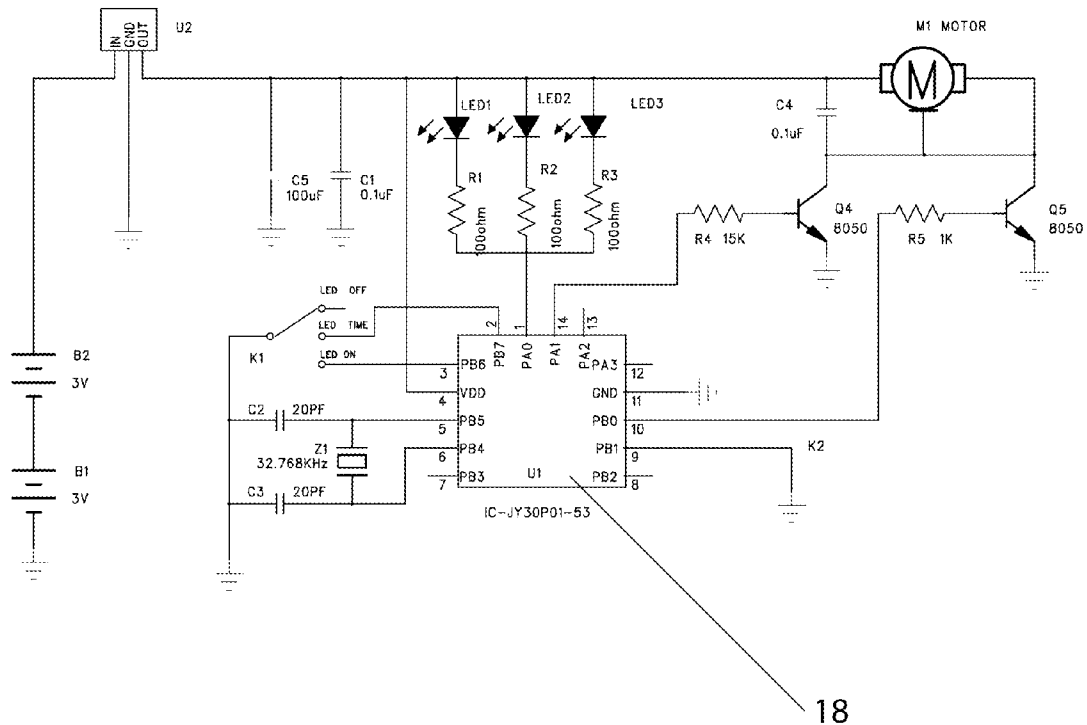 IN
GND
OUT
U2
M1 MOTOR
M
LED1
LED2
LED3
C4
0.1uF
C5
100uF
C1
0.1uF
R1
100ohm
R2
100ohm
R3
100ohm
R4 15K
Q4
8050
R5 1K
Q5
8050
LED OFF
LED TIME
LED ON
K1
2
1
14
13
PB7
PA0
PA1
PA2
3
PB6
PA3
12
4
VDD
GND
11
5
PB5
PB0
10
6
PB4
PB1
9
7
PB3
PB2
8
U1
K2
B2
3V
B1
3V
C2 20PF
Z1
32.768KHz
C3 20PF
IC-JY30P01-53
18